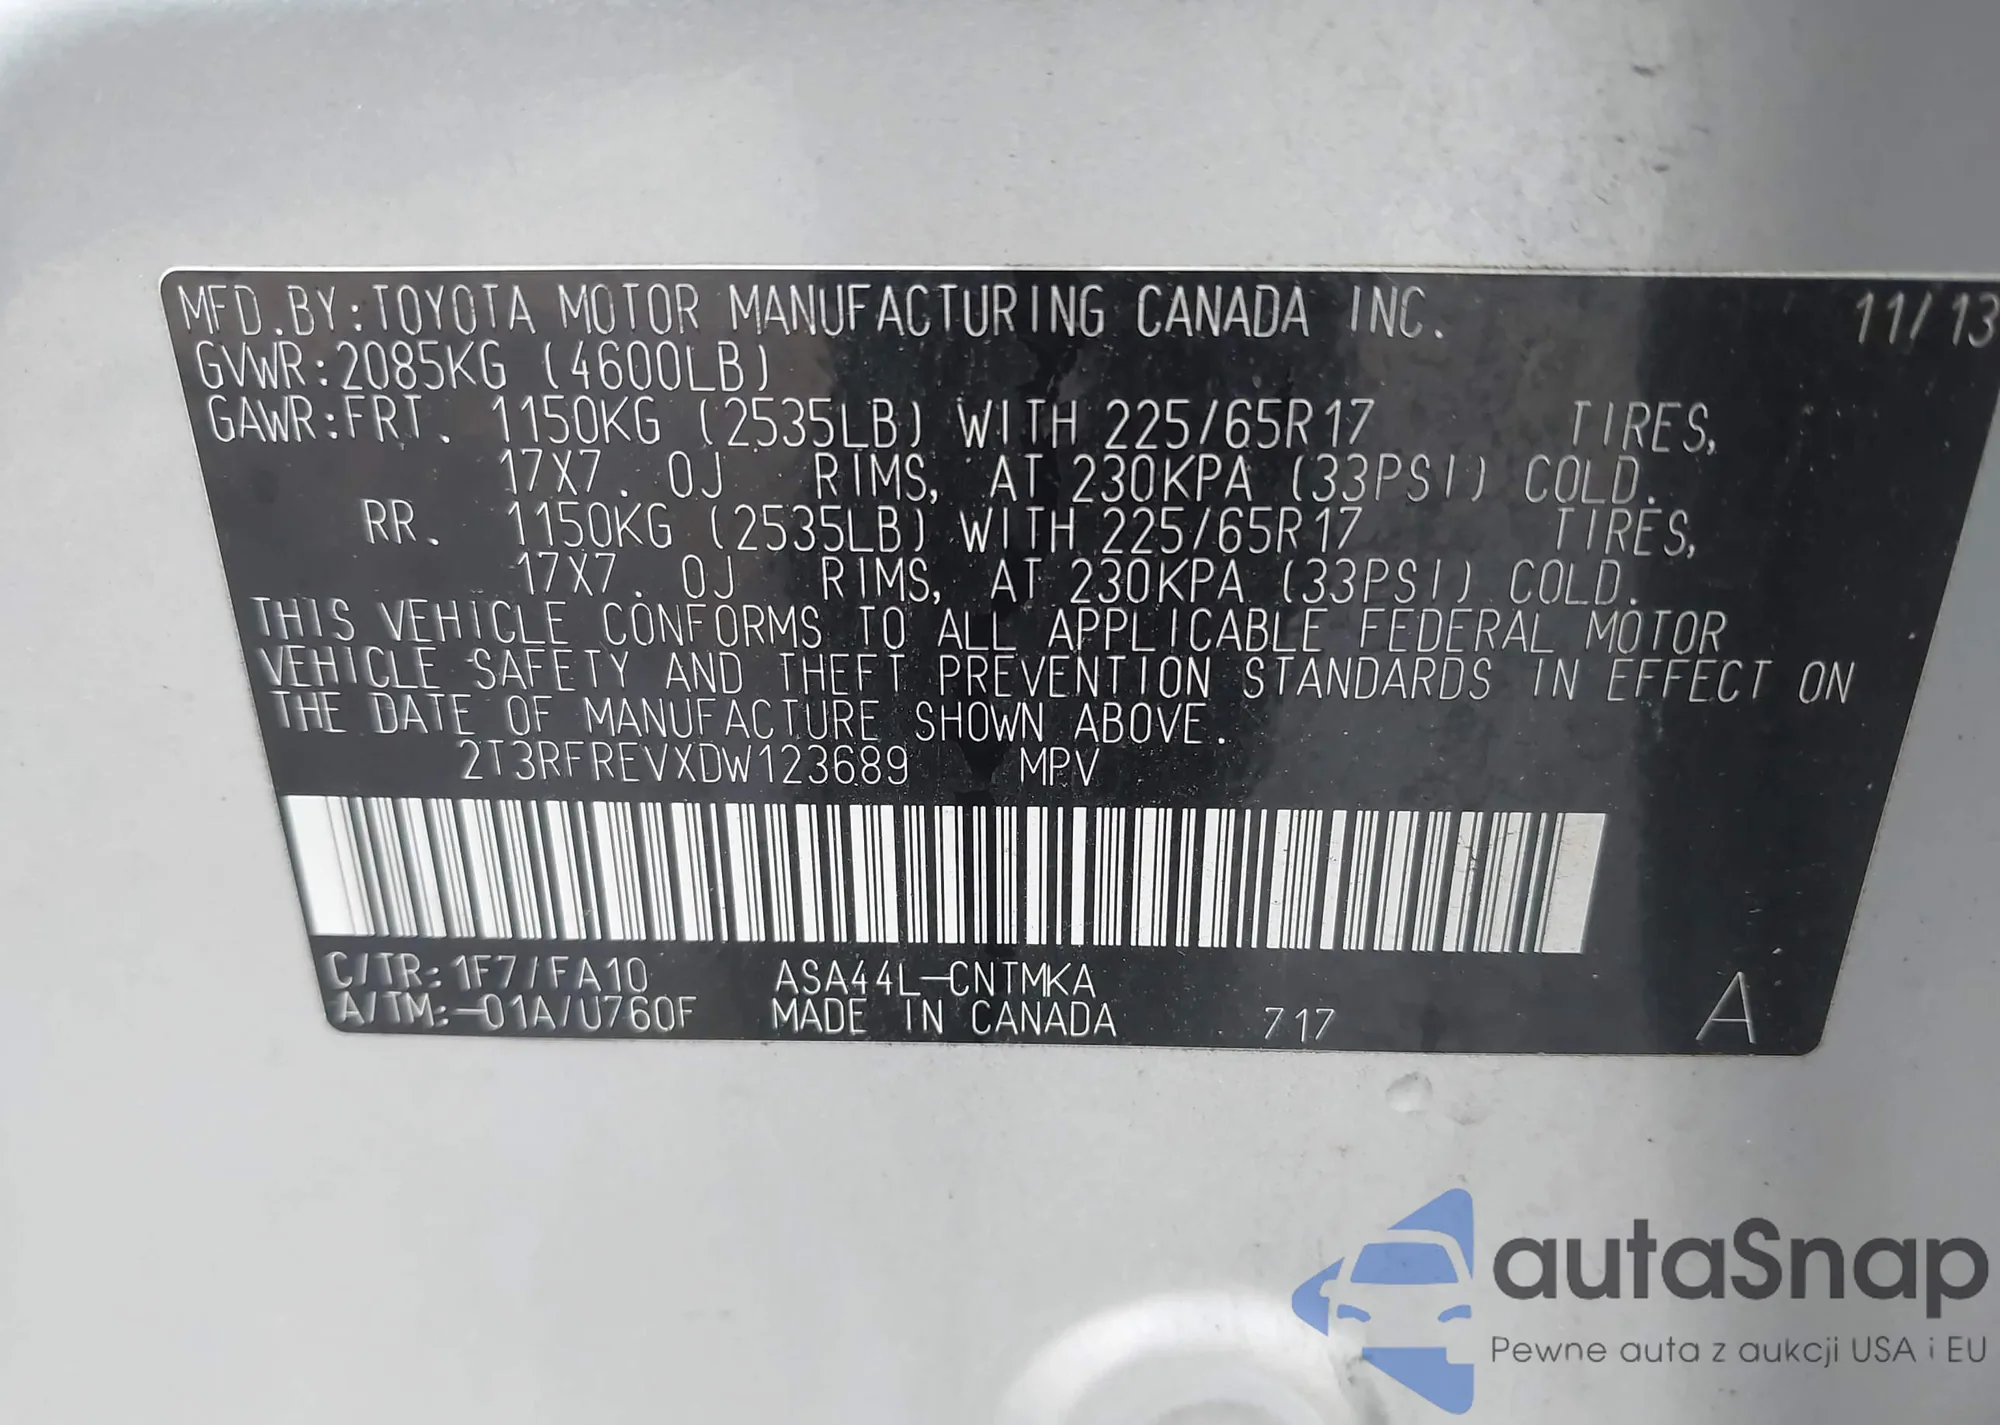 MFD.BY:TOYOTA MOTOR MANUFACTURING CANADA INC. 11/13
GVWR:2085KG (4600LB)
GAWR:FRT. 1150KG (2535LB) WITH 225/65R17 TIRES,
17X7.0J RIMS, AT 230KPA (33PSI) COLD.
RR. 1150KG (2535LB) WITH 225/65R17 TIRES,
17X7.0J RIMS, AT 230KPA (33PSI) COLD.
THIS VEHICLE CONFORMS TO ALL APPLICABLE FEDERAL MOTOR
VEHICLE SAFETY AND THEFT PREVENTION STANDARDS IN EFFECT ON
THE DATE OF MANUFACTURE SHOWN ABOVE.
2T3RFREVXDW123689 MPV
C/TR:1F7/FA10 ASA44L-CNTMKA
A/TM:-01A/U760F MADE IN CANADA 717 A
autaSnap
Pewne auta z aukcji USA i EU